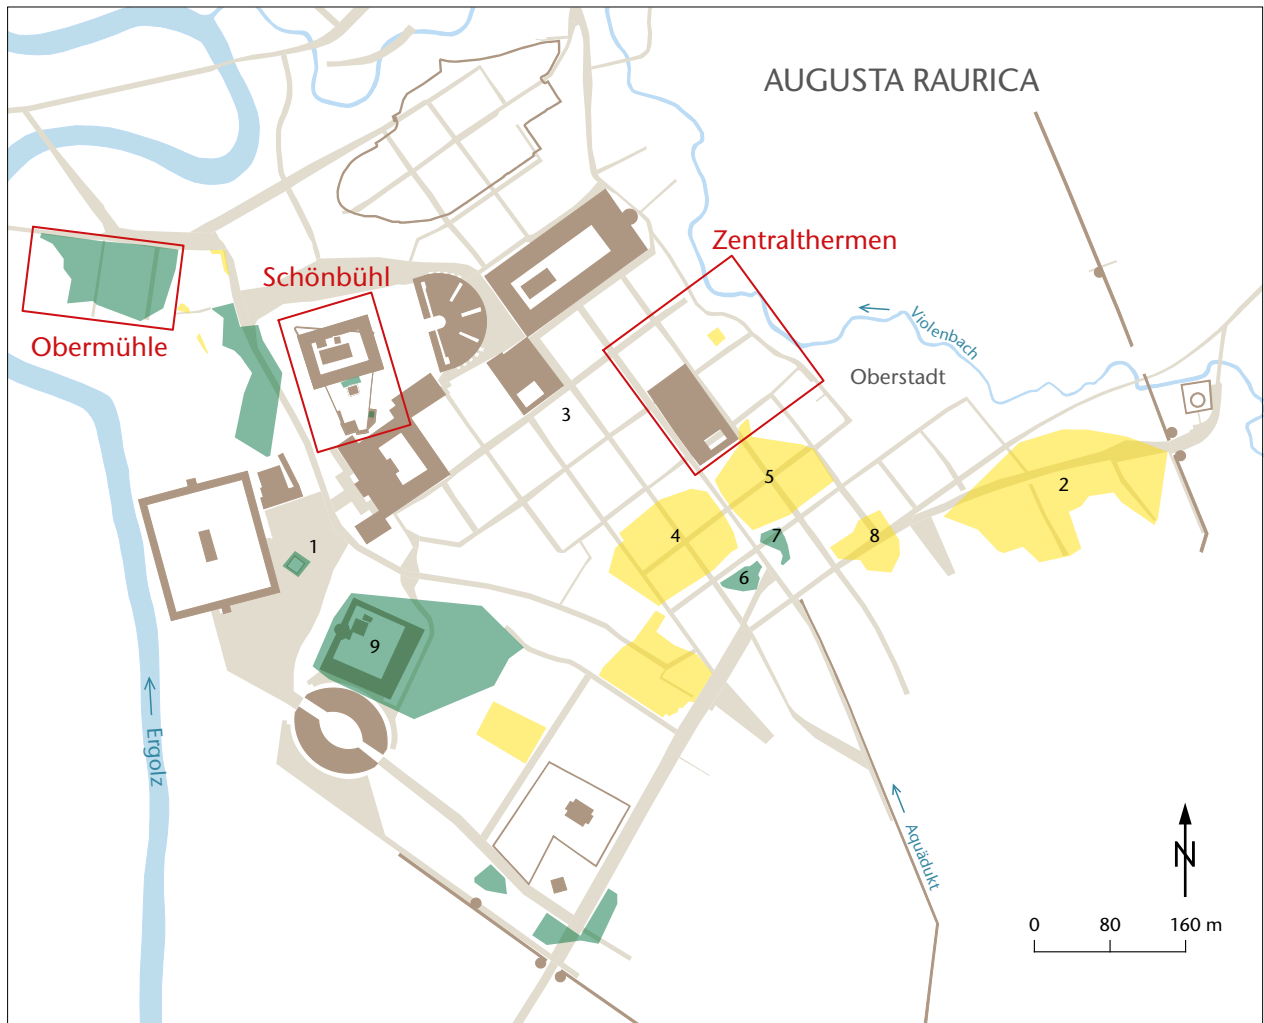 AUGUSTA RAURICA
Zentralthermen
Schönbühl
Obermühle
Violenbach
Oberstadt
3
5
2
4
8
7
1
6
9
Ergolz
Aquädukt
N
0 80 160 m